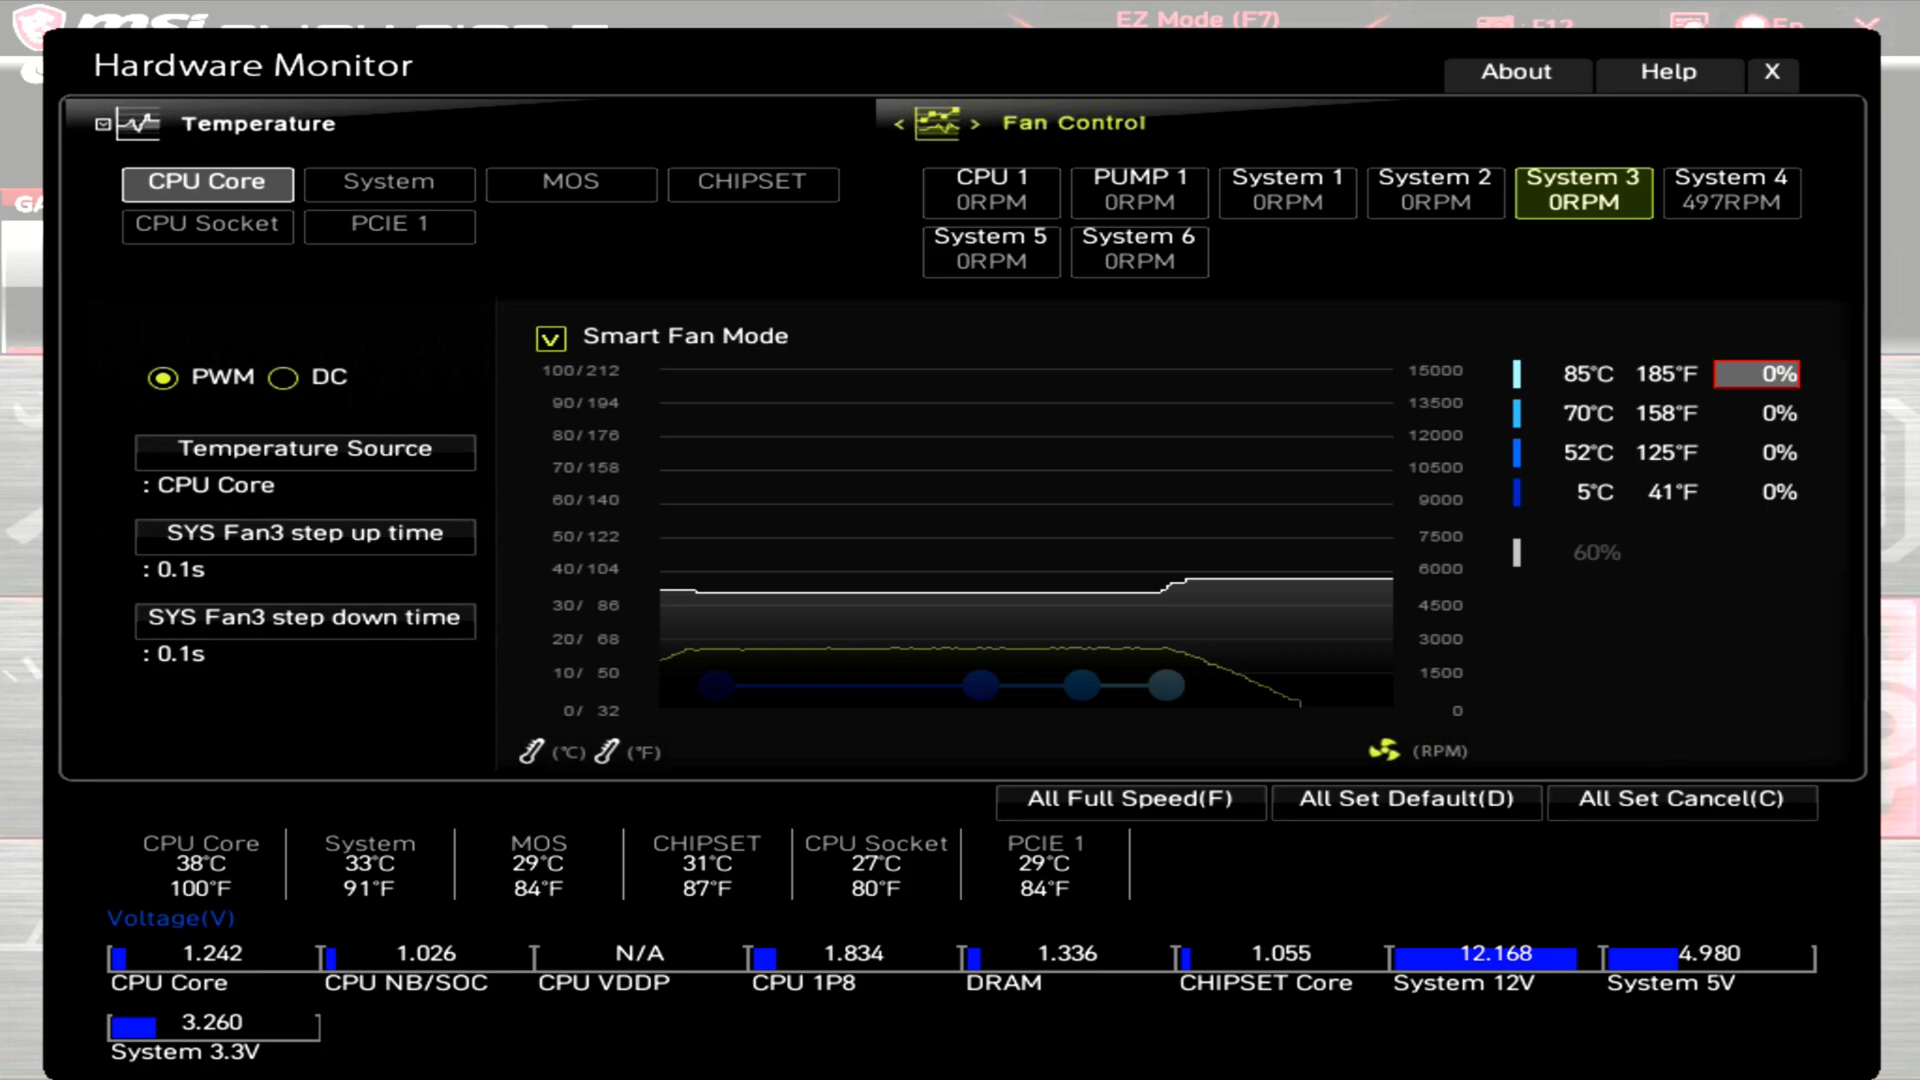 msi
EZ Mode (F7)
: F12
En
X
Hardware Monitor
About
Help
X
Temperature
< > Fan Control
CPU Core
System
MOS
CHIPSET
CPU Socket
PCIE 1
CPU 1
0RPM
PUMP 1
0RPM
System 1
0RPM
System 2
0RPM
System 3
0RPM
System 4
497RPM
System 5
0RPM
System 6
0RPM
GA
PWM
DC
Temperature Source
: CPU Core
SYS Fan3 step up time
: 0.1s
SYS Fan3 step down time
: 0.1s
V Smart Fan Mode
100/212
90/194
80/176
70/158
60/140
50/122
40/104
30/ 86
20/ 68
10/ 50
0/ 32
15000
13500
12000
10500
9000
7500
6000
4500
3000
1500
0
(°C) (°F)
(RPM)
85°C 185°F 0%
70°C 158°F 0%
52°C 125°F 0%
5°C 41°F 0%
60%
All Full Speed(F)
All Set Default(D)
All Set Cancel(C)
CPU Core
38°C
100°F
System
33°C
91°F
MOS
29°C
84°F
CHIPSET
31°C
87°F
CPU Socket
27°C
80°F
PCIE 1
29°C
84°F
Voltage(V)
1.242
CPU Core
1.026
CPU NB/SOC
N/A
CPU VDDP
1.834
CPU 1P8
1.336
DRAM
1.055
CHIPSET Core
12.168
System 12V
4.980
System 5V
3.260
System 3.3V